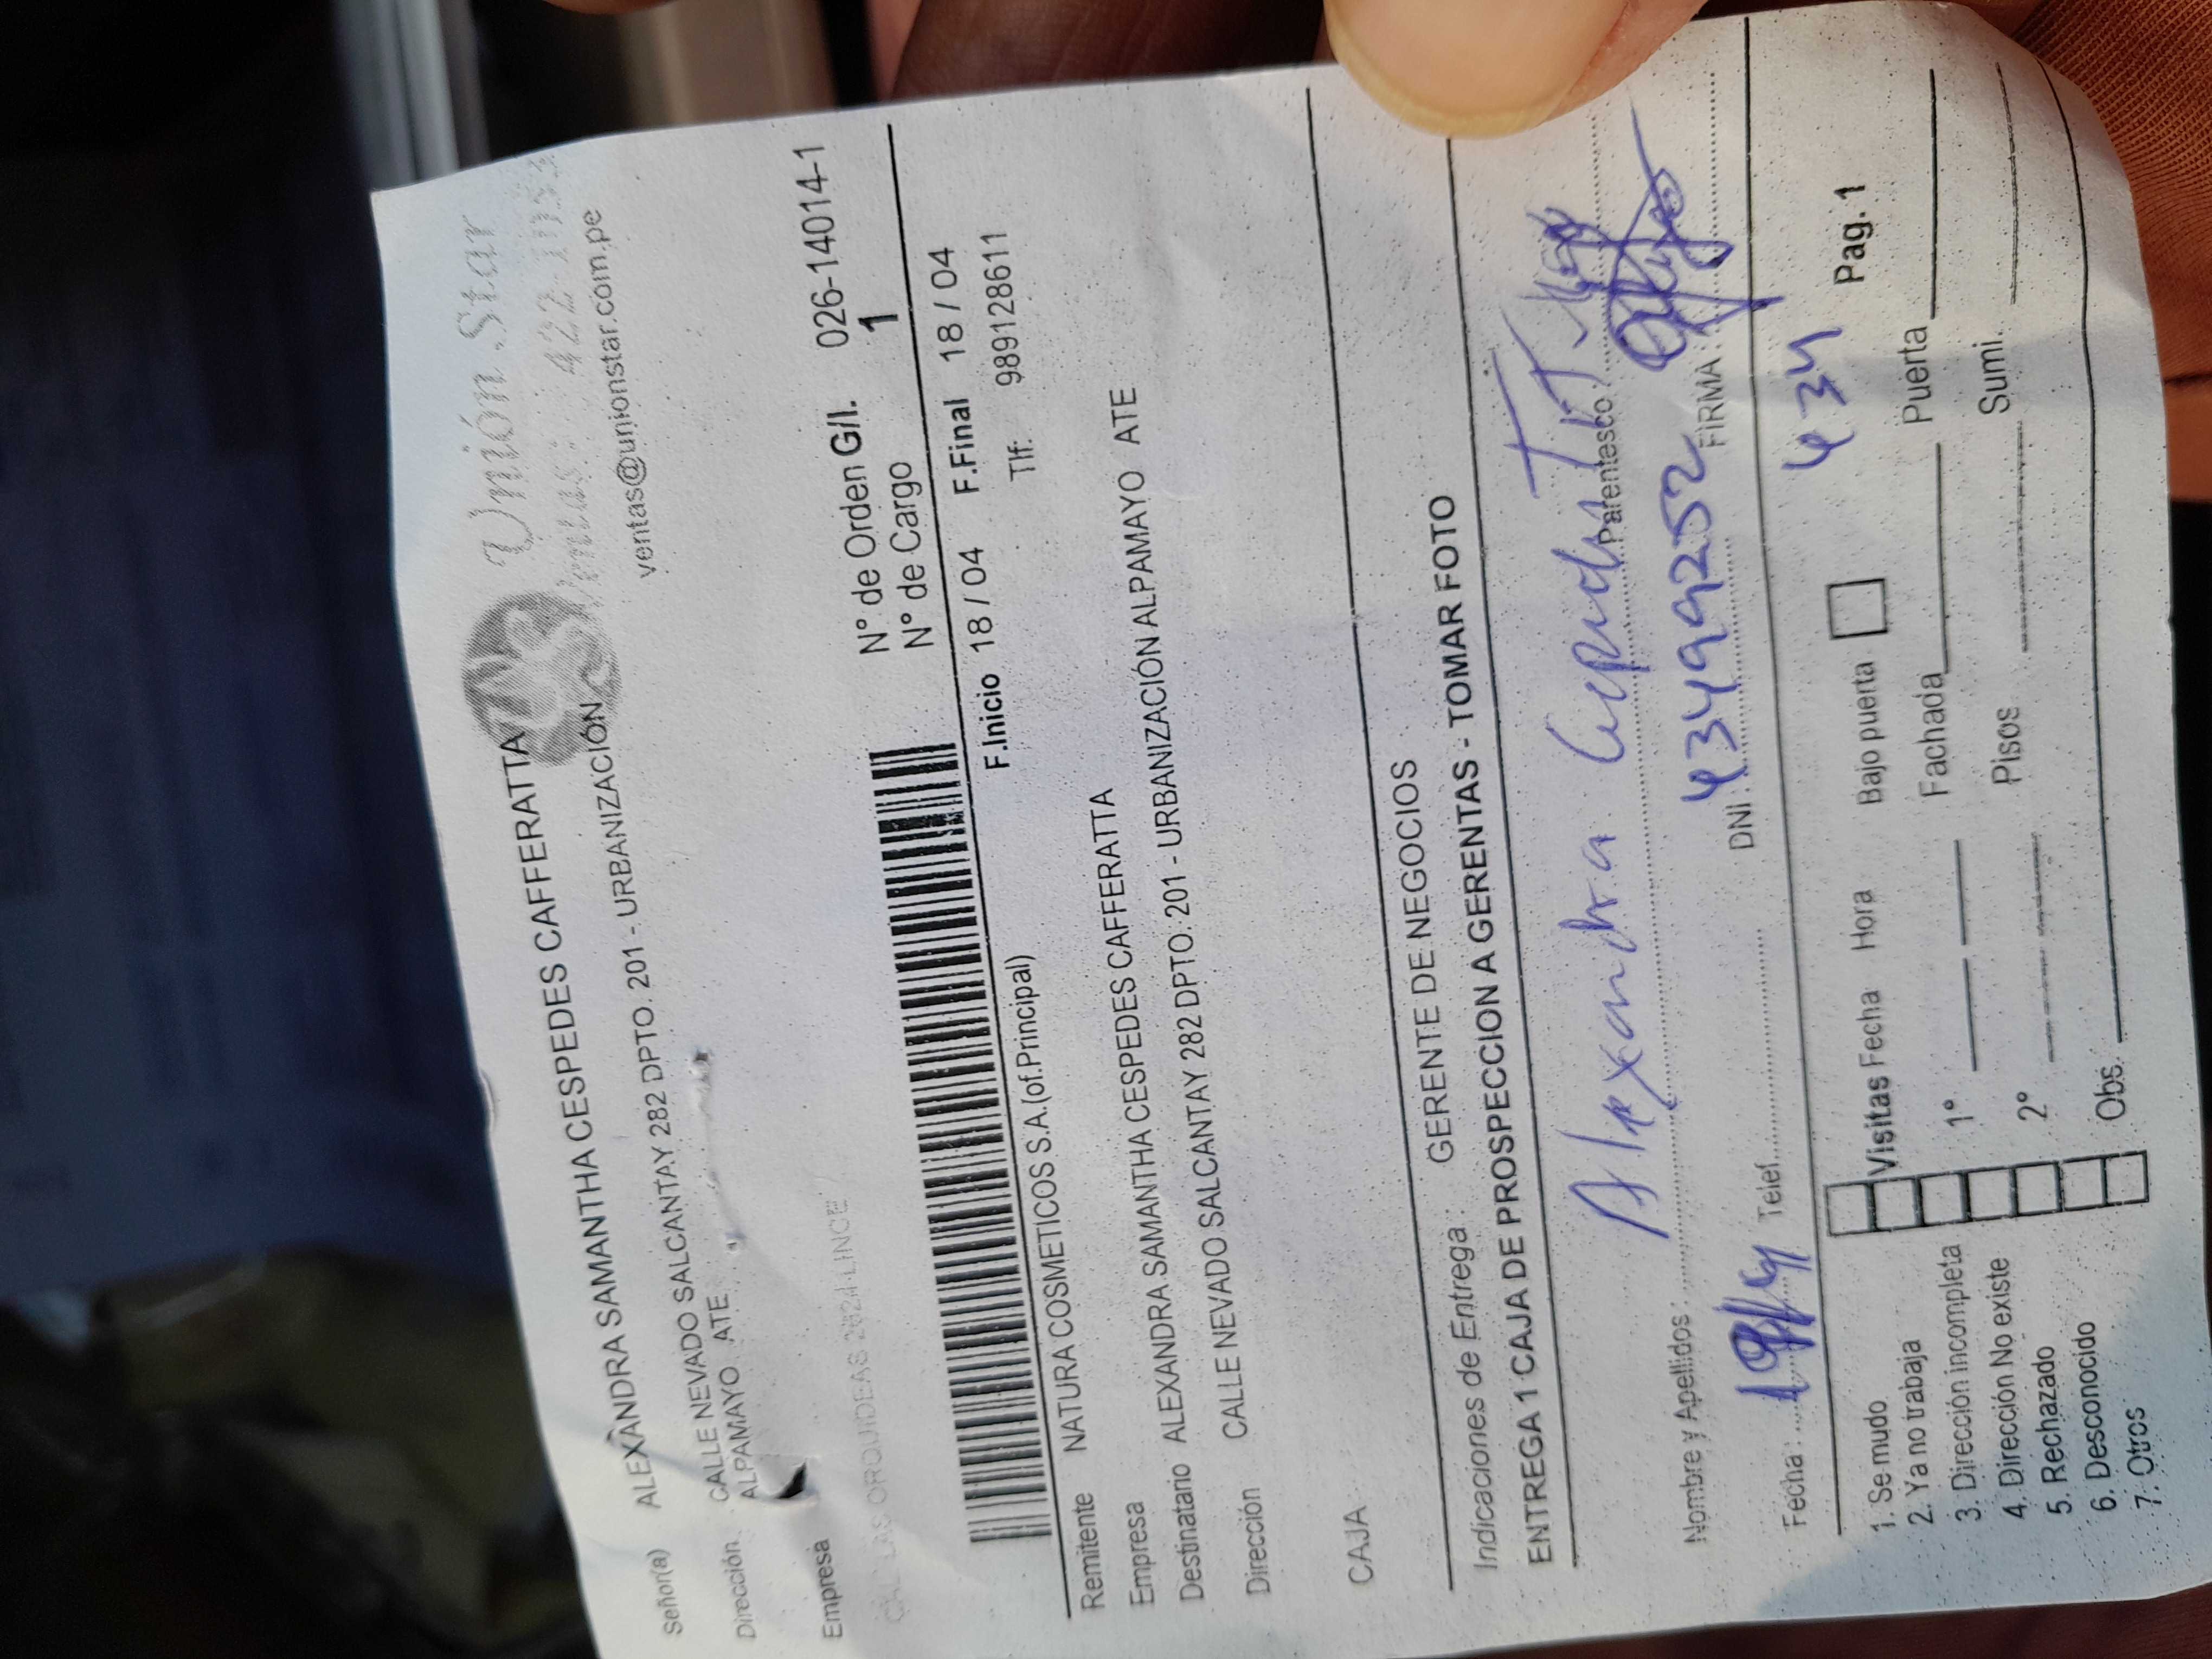 Unión Star
ventas@unionstar.com.pe
Señor(a) ALEXANDRA SAMANTHA CESPEDES CAFFERATTA
Dirección CALLE NEVADO SALCANTAY 282 DPTO. 201 - URBANIZACIÓN
ALPAMAYO ATE
Empresa
LAS ORQUIDEAS LINCE
N° de Orden G/I. 026-14014-1
N° de Cargo 1
F.Inicio 18 / 04 F.Final 18 / 04
Remitente NATURA COSMETICOS S.A.(of.Principal) Tlf: 989128611
Empresa
Destinatario ALEXANDRA SAMANTHA CESPEDES CAFFERATTA
Dirección CALLE NEVADO SALCANTAY 282 DPTO. 201 - URBANIZACIÓN ALPAMAYO ATE
CAJA
Indicaciones de Entrega : GERENTE DE NEGOCIOS
ENTREGA 1 CAJA DE PROSPECCION A GERENTAS - TOMAR FOTO
Nombre y Apellidos: Alexandra Parentesco:
Fecha: Telef. DNI: 43499252 FIRMA:
434
1. Se mudo
2. Ya no trabaja
3. Dirección incompleta
4. Dirección No existe
5. Rechazado
6. Desconocido
7. Otros
Visitas Fecha Hora Bajo puerta Pag. 1
1° Fachada Puerta
2° Pisos Sumi.
Obs.